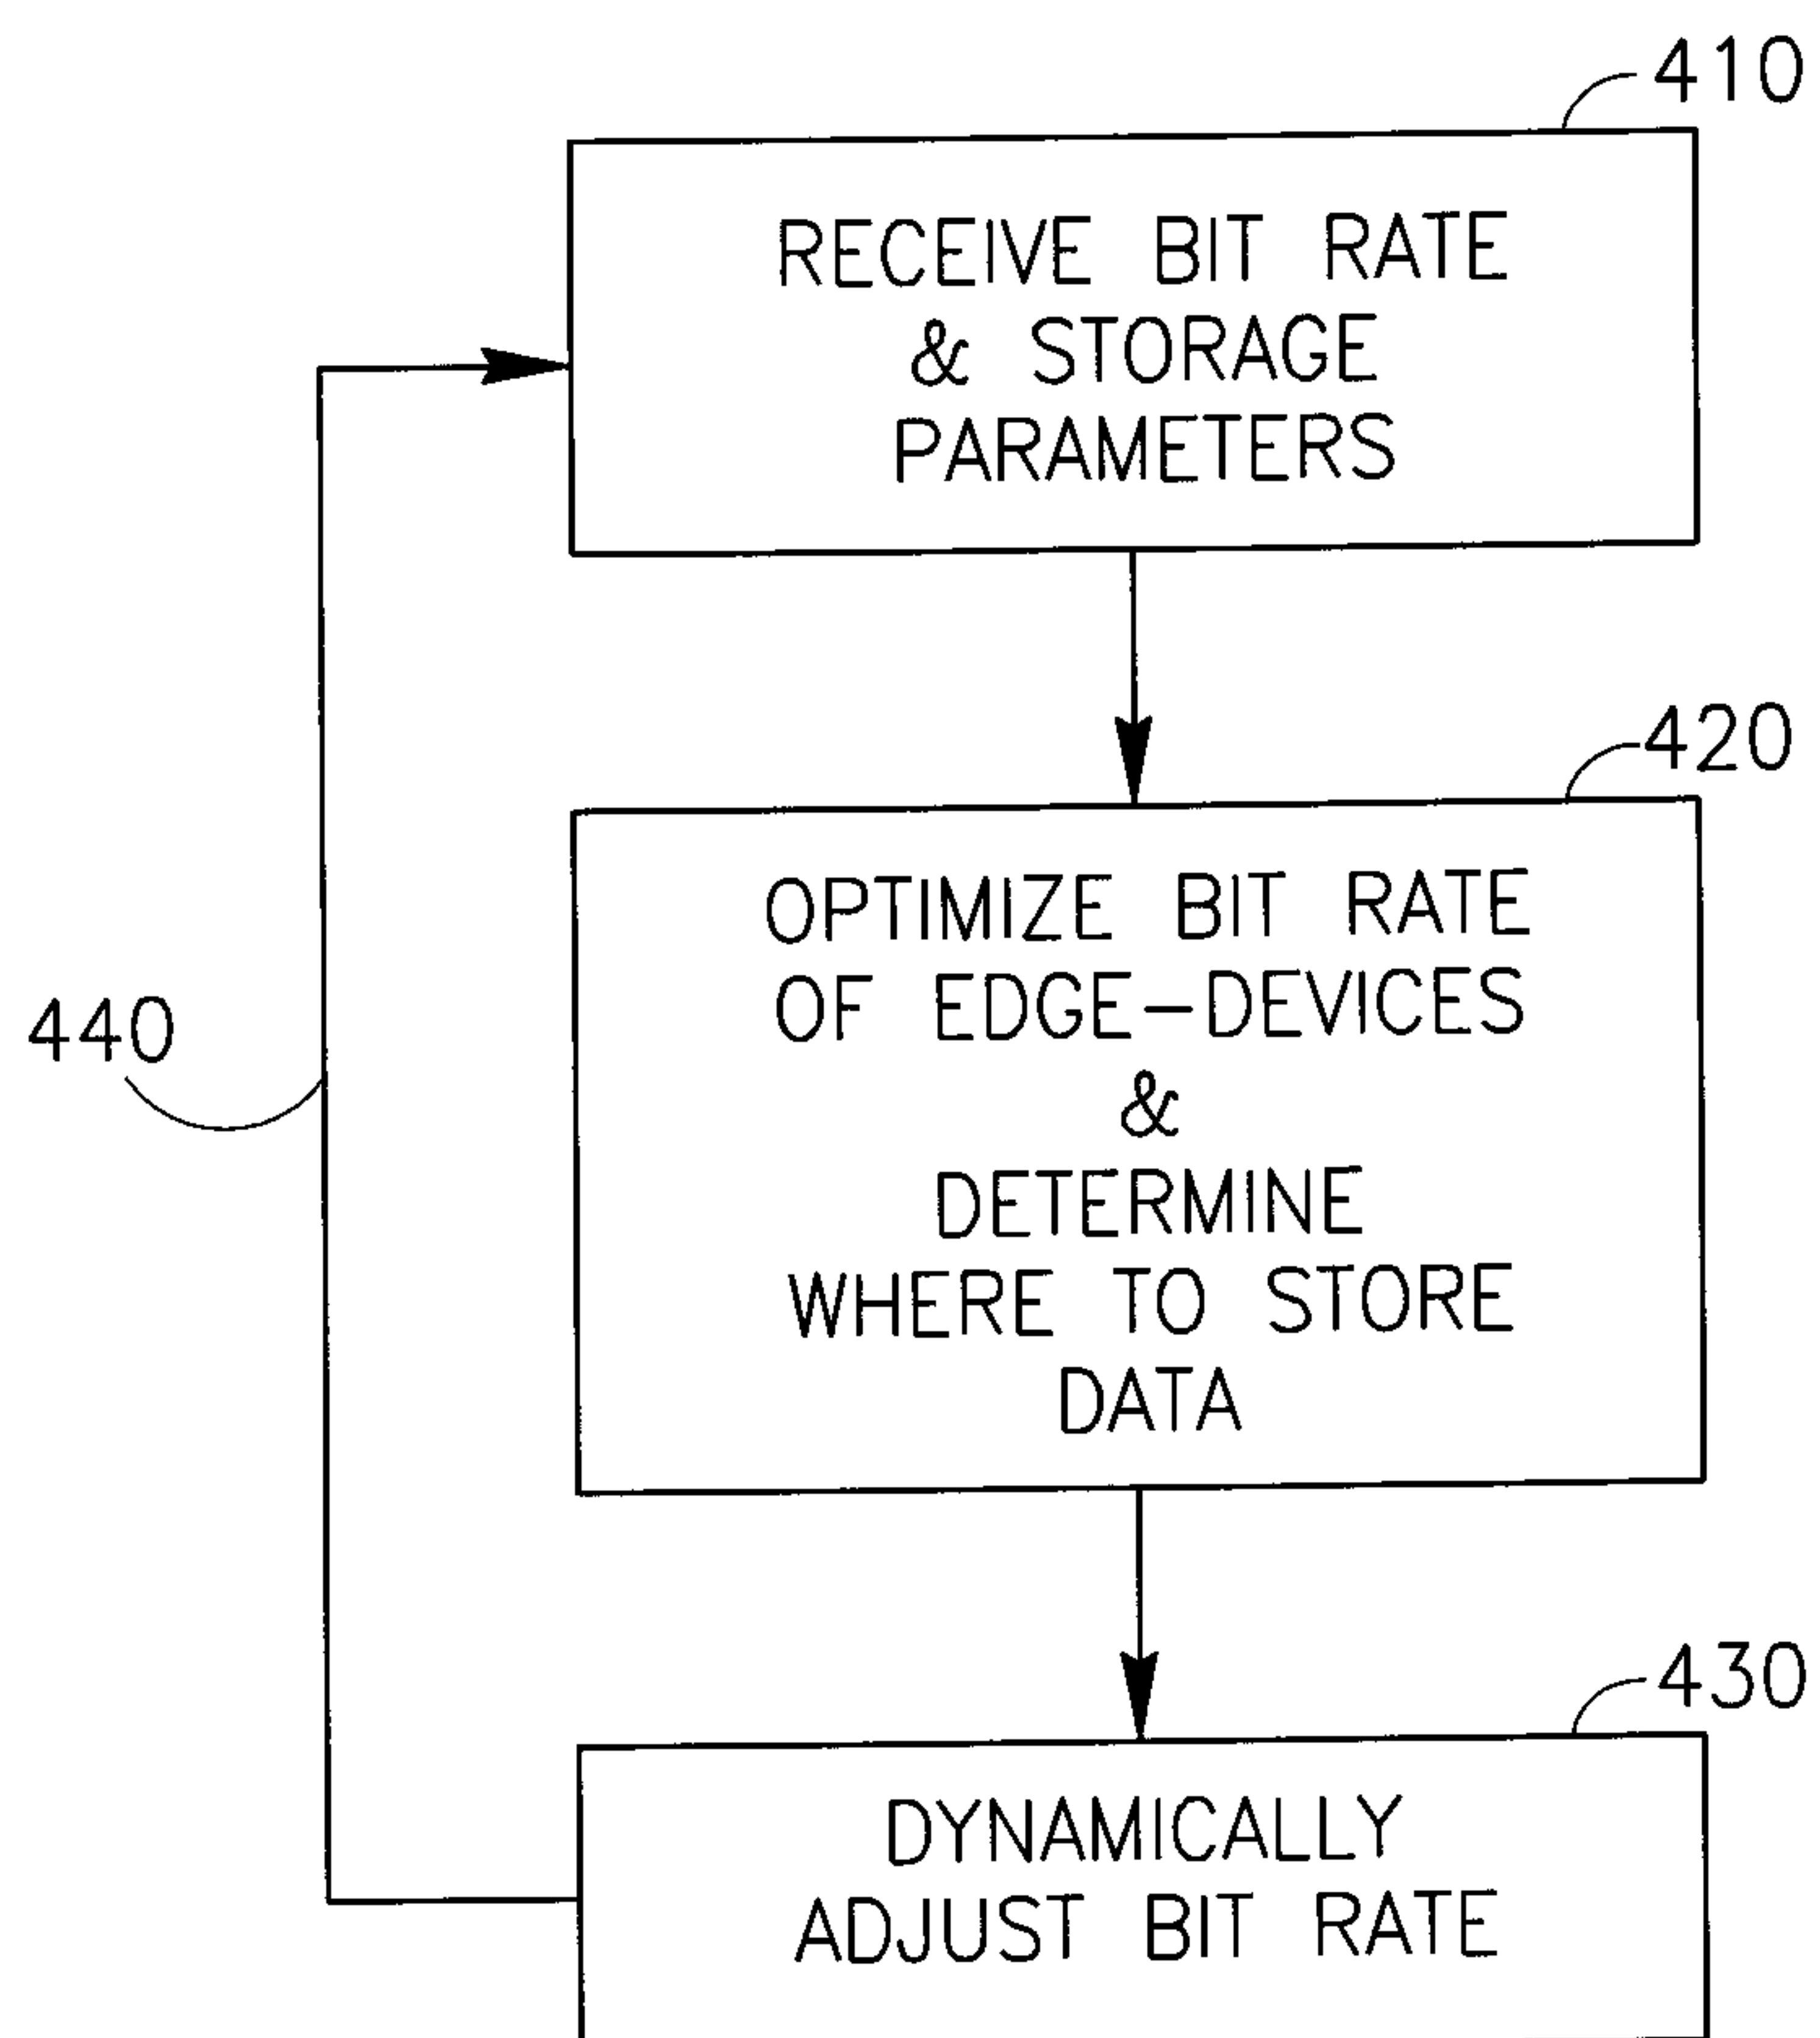 410
RECEIVE BIT RATE
& STORAGE
PARAMETERS
420
OPTIMIZE BIT RATE
OF EDGE-DEVICES
&
DETERMINE
WHERE TO STORE
DATA
440
430
DYNAMICALLY
ADJUST BIT RATE